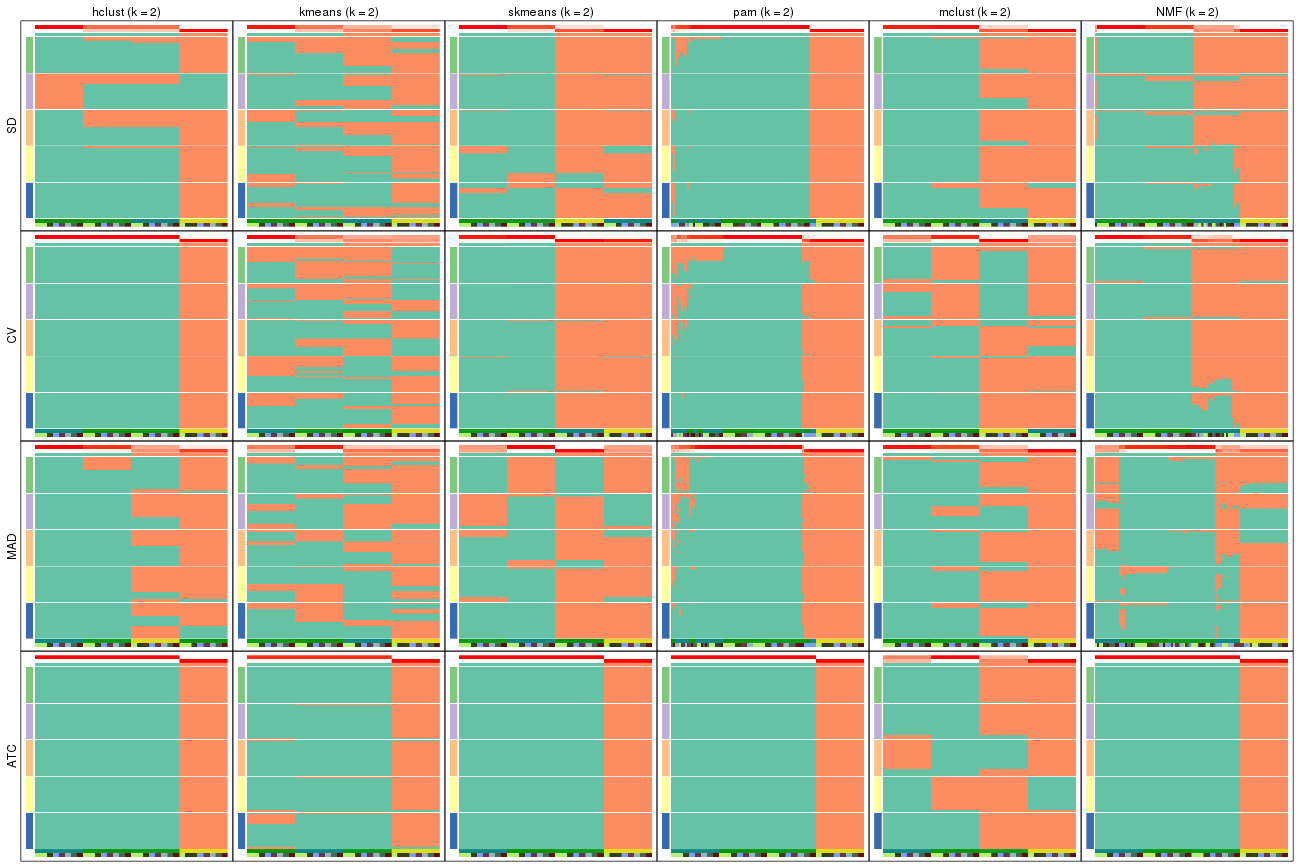 hclust (k = 2)
kmeans (k = 2)
skmeans (k = 2)
pam (k = 2)
mclust (k = 2)
NMF (k = 2)
SD
CV
MAD
ATC